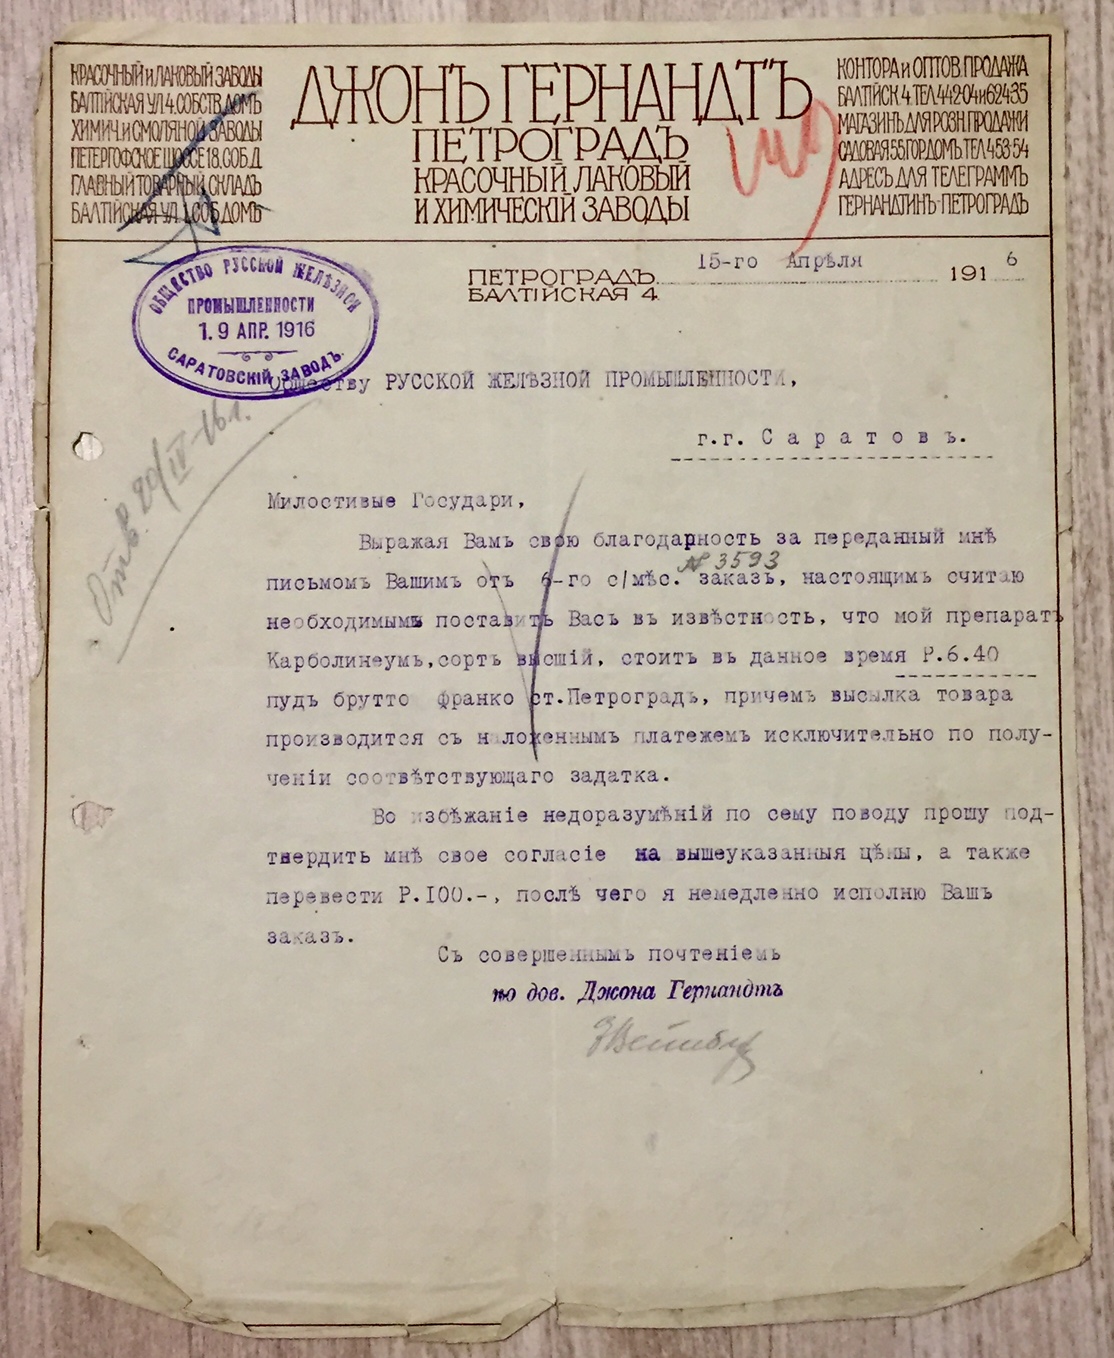 КРАСОЧНЫЙ и ЛАКОВЫЙ ЗАВОДЫ
БАЛТІЙСКАЯ УЛ 4. СОБСТВ. ДОМЪ
ХИМИЧ. И СМОЛЯНОЙ ЗАВОДЫ
ПЕТЕРГОФСКОЕ ШОССЕ 18. СОБ. Д.
ГЛАВНЫЙ ТОВАРНЫЙ СКЛАДЪ
БАЛТІЙСКАЯ УЛ. СОБ ДОМЪ
ДЖОНЪ ГЕРНАНДТЪ
ПЕТРОГРАДЪ
КРАСОЧНЫЙ, ЛАКОВЫЙ
И ХИМИЧЕСКІЙ ЗАВОДЫ
КОНТОРА и ОПТОВ. ПРОДАЖА
БАЛТІЙСК. 4. ТЕЛ. 442-04 и 624-35
МАГАЗИНЪ ДЛЯ РОЗН. ПРОДАЖИ
САДОВАЯ 55 ГОР. ДОМЪ. ТЕЛ 453-54
АДРЕСЪ ДЛЯ ТЕЛЕГРАММЪ
ГЕРНАНДТИНЪ-ПЕТРОГРАДЪ
ПЕТРОГРАДЪ 15-го Апрѣля 1916
БАЛТІЙСКАЯ 4.
ОБЩЕСТВО РУССКОЙ ЖЕЛѢЗНОЙ
ПРОМЫШЛЕННОСТИ
19 АПР. 1916
САРАТОВСКІЙ ЗАВОДЪ.
Обществу РУССКОЙ ЖЕЛѢЗНОЙ ПРОМЫШЛЕННОСТИ,
г.г. Саратовъ.
Отв. 20/IV-16 г.
Милостивые Государи,
Выражая Вамъ свою благодарность за переданный мнѣ
№ 3593
письмомъ Вашимъ отъ 6-го с/мѣс. заказъ, настоящимъ считаю
необходимымъ поставить Васъ въ извѣстность, что мой препаратъ
Карболинеумъ, сортъ высшій, стоитъ въ данное время Р.6.40
пудъ брутто франко ст.Петроградъ, причемъ высылка товара
производится съ наложеннымъ платежемъ исключительно по полу-
ченіи соотвѣтствующаго задатка.
Во избѣжаніе недоразумѣній по сему поводу прошу под-
твердить мнѣ свое согласіе на вышеуказанныя цѣны, а также
перевести Р.100.-, послѣ чего я немедленно исполню Вашъ
заказъ.
Съ совершеннымъ почтеніемъ
по дов. Джона Гернандтъ